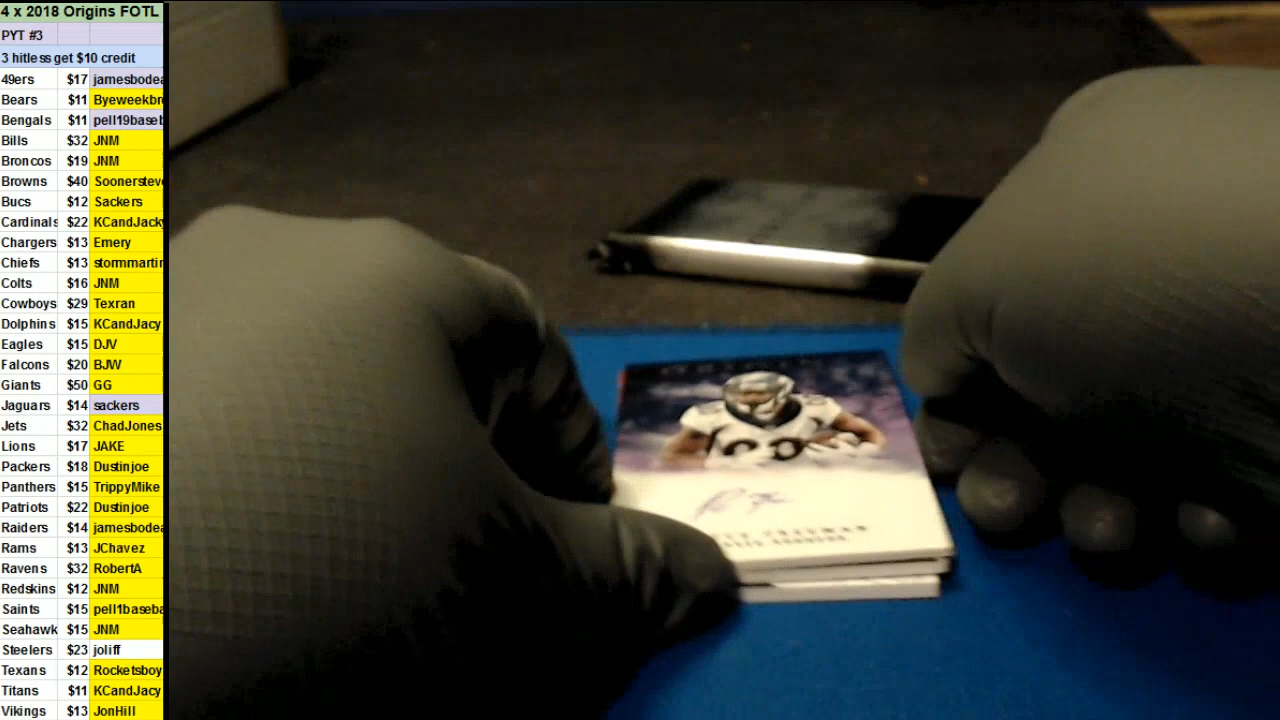 4 x 2018 Origins FOTL
PYT #3
3 hitless get $10 credit
49ers $17 jamesbodea
Bears $11 Byeweekbr
Bengals $11 pell19baseb
Bills $32 JNM
Broncos $19 JNM
Browns $40 Soonersteve
Bucs $12 Sackers
Cardinals $22 KCandJacky
Chargers $13 Emery
Chiefs $13 stormmartin
Colts $16 JNM
Cowboys $29 Texran
Dolphins $15 KCandJacy
Eagles $15 DJV
Falcons $20 BJW
Giants $50 GG
Jaguars $14 sackers
Jets $32 ChadJones
Lions $17 JAKE
Packers $18 Dustinjoe
Panthers $15 TrippyMike
Patriots $22 Dustinjoe
Raiders $14 jamesbodea
Rams $13 JChavez
Ravens $32 RobertA
Redskins $12 JNM
Saints $15 pell1baseba
Seahawk $15 JNM
Steelers $23 joliff
Texans $12 Rocketsboy
Titans $11 KCandJacy
Vikings $13 JonHill